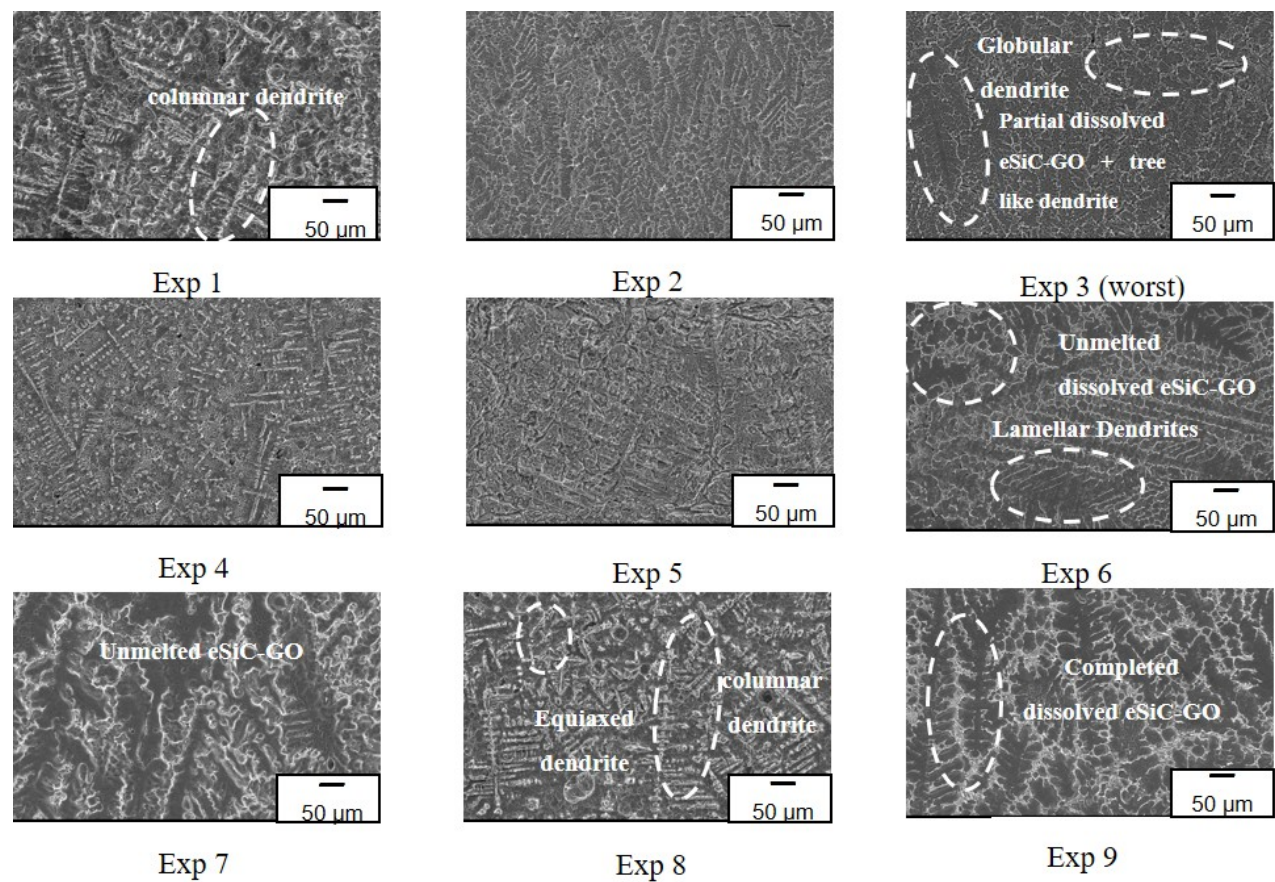 columnar dendrite
50 µm
Exp 1
50 µm
Exp 2
Globular
dendrite
Partial dissolved
eSiC-GO + tree
like dendrite
50 µm
Exp 3 (worst)
50 µm
Exp 4
50 µm
Exp 5
Unmelted
dissolved eSiC-GO
Lamellar Dendrites
50 µm
Exp 6
Unmelted eSiC-GO
50 µm
Exp 7
columnar
Equiaxed dendrite
dendrite
50 µm
Exp 8
Completed
dissolved eSiC-GO
50 µm
Exp 9